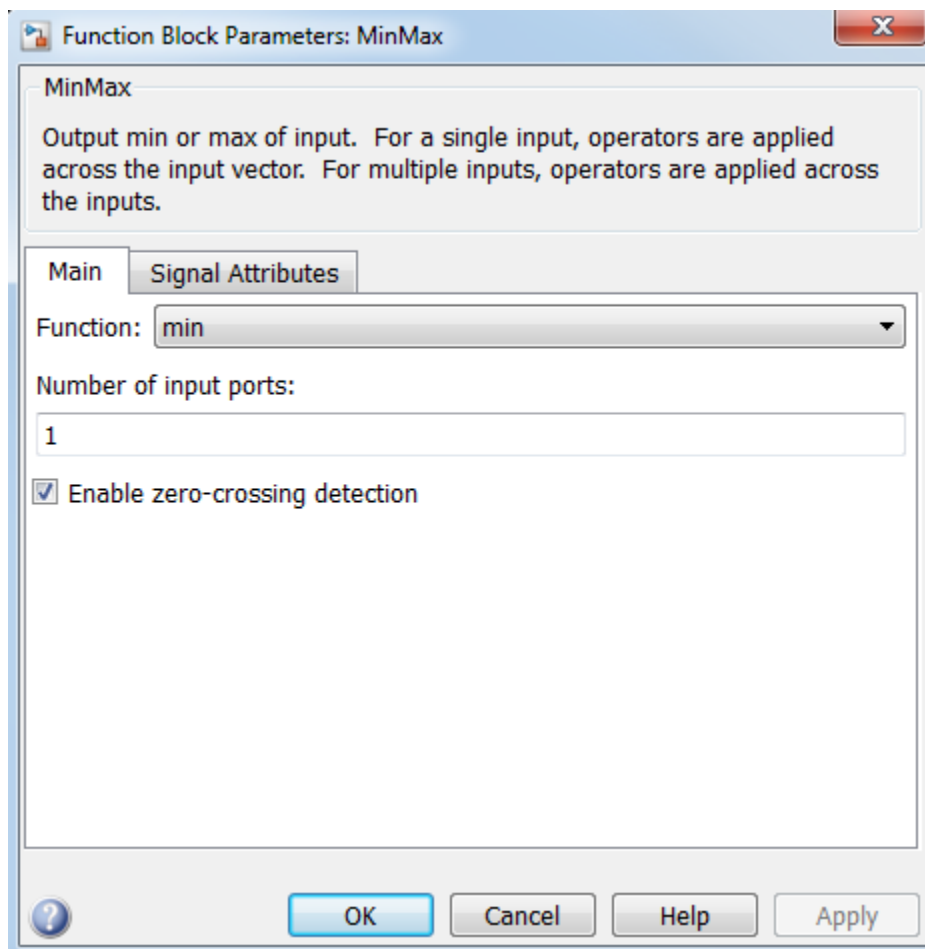 Function Block Parameters: MinMax
x
MinMax
Output min or max of input.  For a single input, operators are applied
across the input vector.  For multiple inputs, operators are applied across
the inputs.
Main
Signal Attributes
Function: min
Number of input ports:
1
Enable zero-crossing detection
?
OK
Cancel
Help
Apply